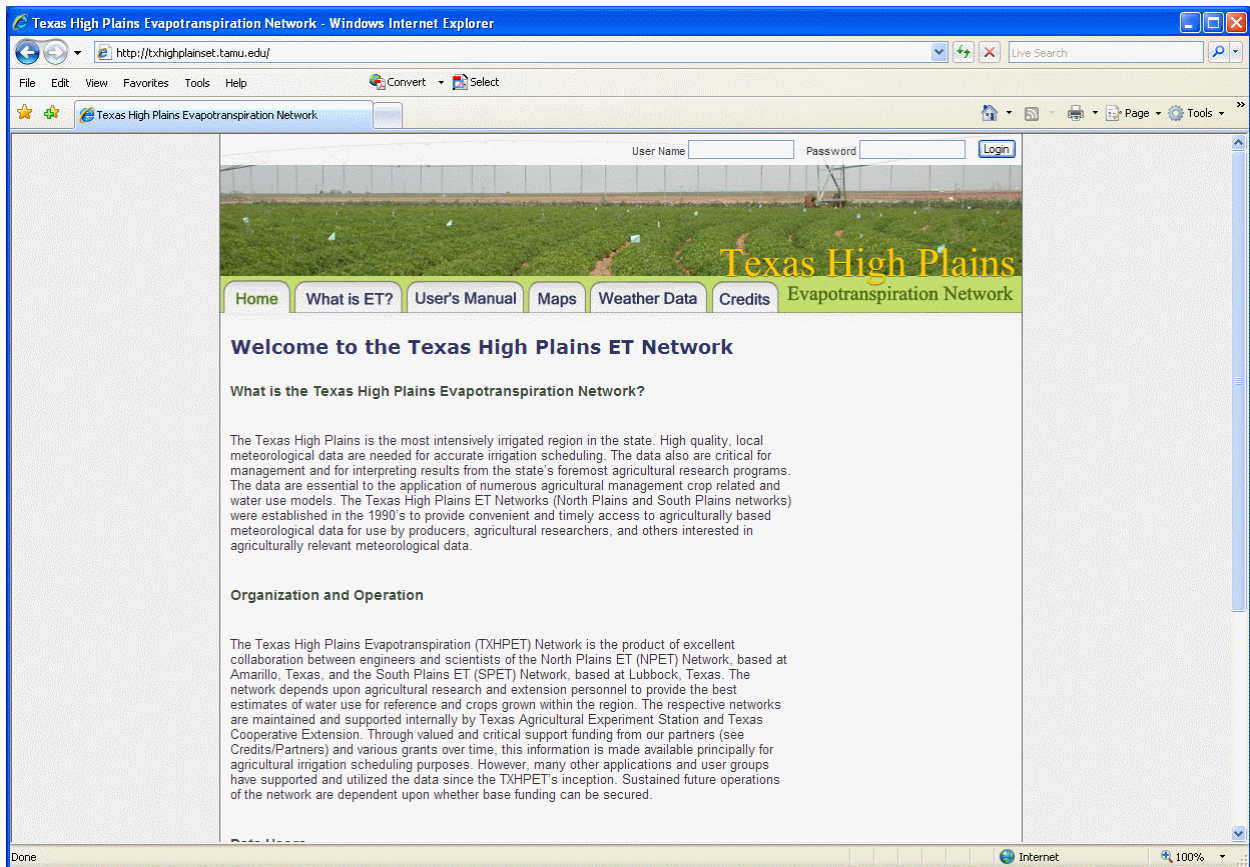 Texas High Plains Evapotranspiration Network - Windows Internet Explorer
http://txhighplainset.tamu.edu/
Live Search
File Edit View Favorites Tools Help
Convert Select
Texas High Plains Evapotranspiration Network
Page Tools »
User Name Password Login
Texas High Plains
Evapotranspiration Network
Home What is ET? User's Manual Maps Weather Data Credits
Welcome to the Texas High Plains ET Network
What is the Texas High Plains Evapotranspiration Network?
The Texas High Plains is the most intensively irrigated region in the state. High quality, local
meteorological data are needed for accurate irrigation scheduling. The data also are critical for
management and for interpreting results from the state's foremost agricultural research programs.
The data are essential to the application of numerous agricultural management crop related and
water use models. The Texas High Plains ET Networks (North Plains and South Plains networks)
were established in the 1990's to provide convenient and timely access to agriculturally based
meteorological data for use by producers, agricultural researchers, and others interested in
agriculturally relevant meteorological data.
Organization and Operation
The Texas High Plains Evapotranspiration (TXHPET) Network is the product of excellent
collaboration between engineers and scientists of the North Plains ET (NPET) Network, based at
Amarillo, Texas, and the South Plains ET (SPET) Network, based at Lubbock, Texas. The
network depends upon agricultural research and extension personnel to provide the best
estimates of water use for reference and crops grown within the region. The respective networks
are maintained and supported internally by Texas Agricultural Experiment Station and Texas
Cooperative Extension. Through valued and critical support funding from our partners (see
Credits/Partners) and various grants over time, this information is made available principally for
agricultural irrigation scheduling purposes. However, many other applications and user groups
have supported and utilized the data since the TXHPET's inception. Sustained future operations
of the network are dependent upon whether base funding can be secured.
Done Internet 100%